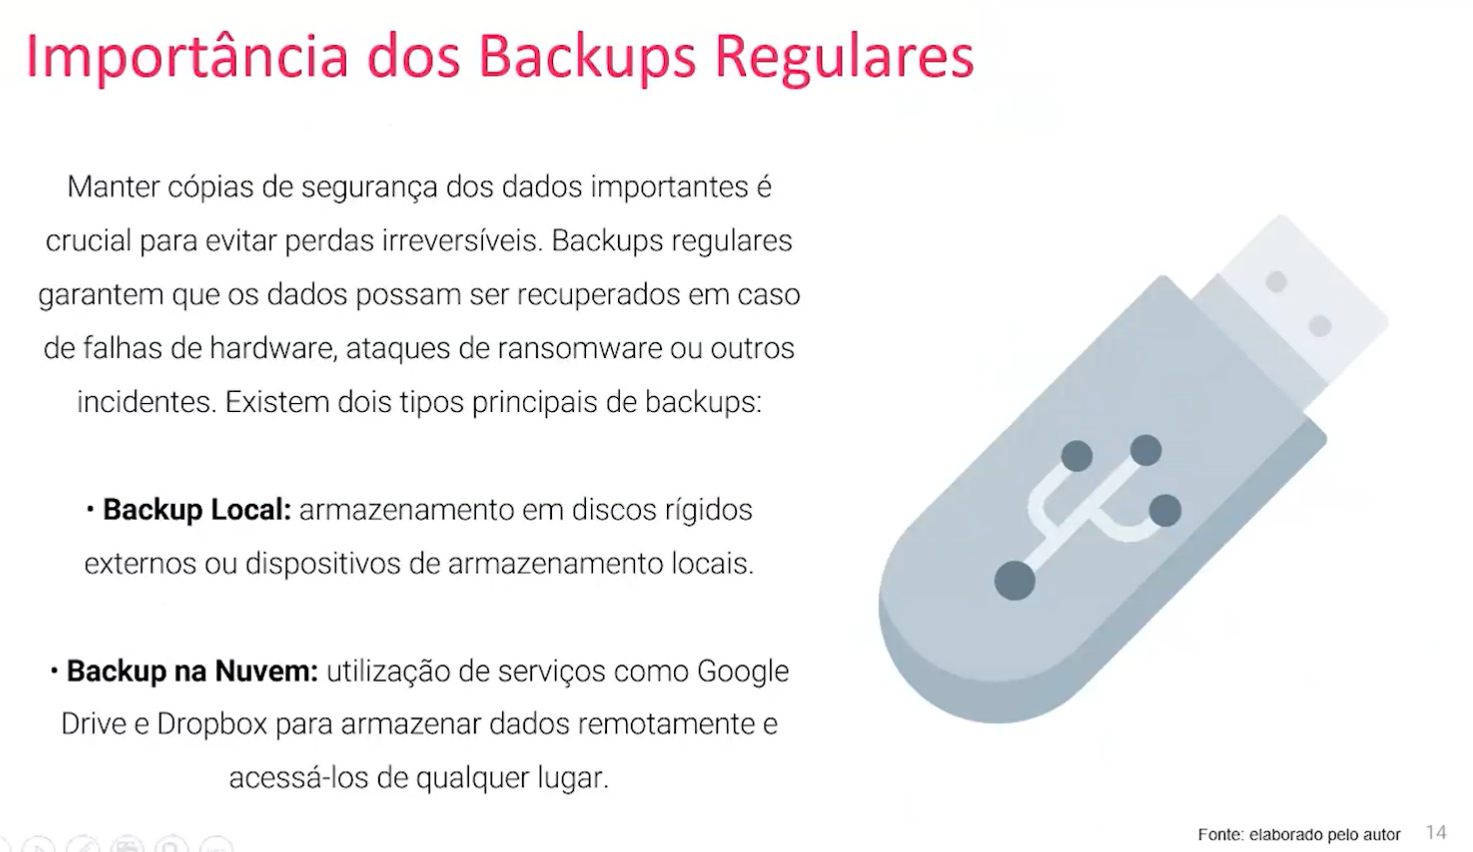 Importância dos Backups Regulares
Manter cópias de segurança dos dados importantes é
crucial para evitar perdas irreversíveis. Backups regulares
garantem que os dados possam ser recuperados em caso
de falhas de hardware, ataques de ransomware ou outros
incidentes. Existem dois tipos principais de backups:
• Backup Local: armazenamento em discos rígidos
externos ou dispositivos de armazenamento locais.
• Backup na Nuvem: utilização de serviços como Google
Drive e Dropbox para armazenar dados remotamente e
acessá-los de qualquer lugar.
Fonte: elaborado pelo autor 14